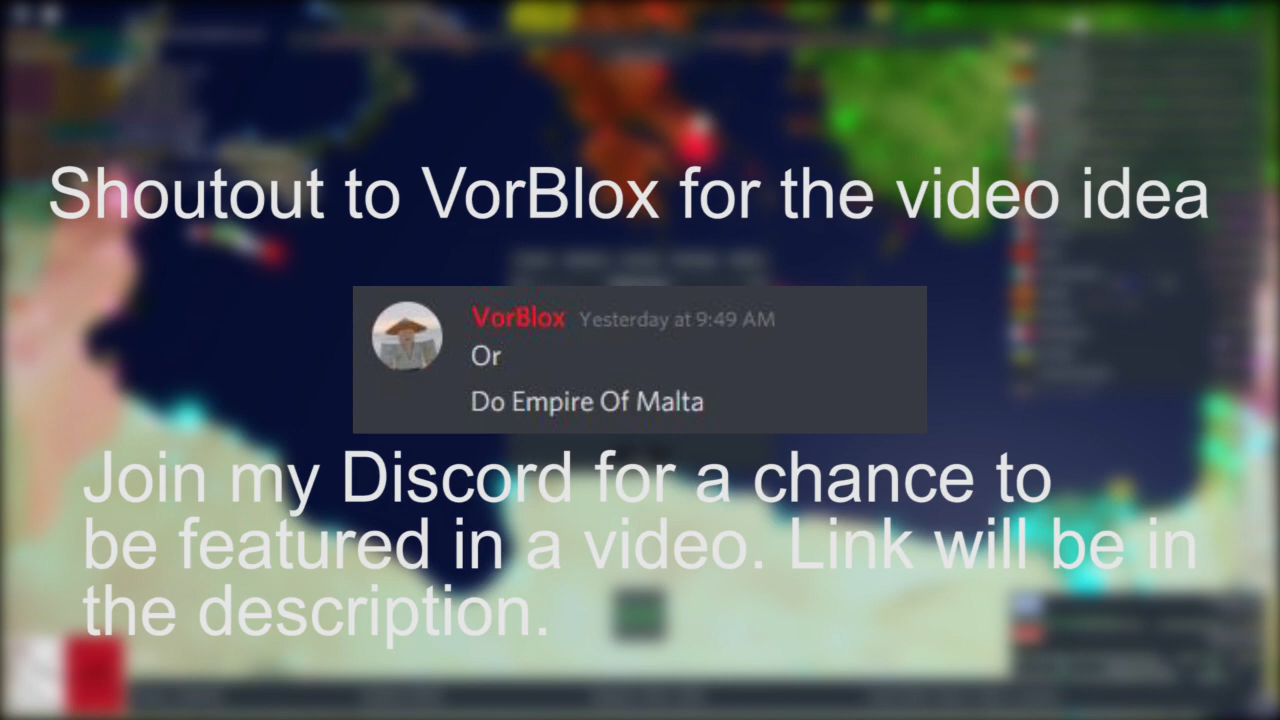 Shoutout to VorBlox for the video idea
VorBlox Yesterday at 9:49 AM
Or
Do Empire Of Malta
Join my Discord for a chance to
be featured in a video. Link will be in
the description.